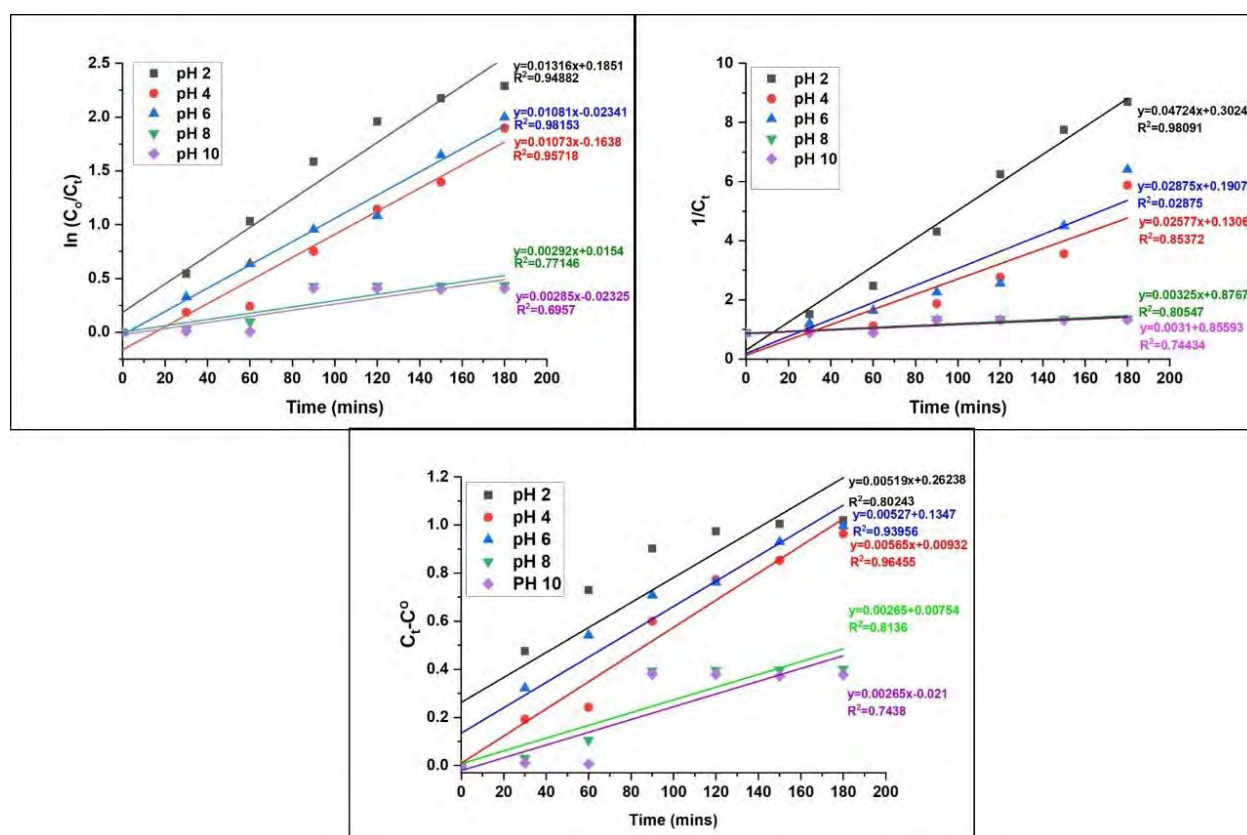 2.5
2.0
1.5
1.0
0.5
0.0
ln (C₀/Cₜ)
pH 2
pH 4
pH 6
pH 8
pH 10
y=0.01316x+0.1851
R²=0.94882
y=0.01081x-0.02341
R²=0.98153
y=0.01073x-0.1638
R²=0.95718
y=0.00292x+0.0154
R²=0.77146
y=0.00285x-0.02325
R²=0.6957
0 20 40 60 80 100 120 140 160 180 200
Time (mins)
10
8
6
4
2
0
1/Cₜ
pH 2
pH 4
pH 6
pH 8
pH 10
y=0.04724x+0.3024
R²=0.98091
y=0.02875x+0.1907
R²=0.02875
y=0.02577x+0.1306
R²=0.85372
y=0.00325x+0.8767
R²=0.80547
y=0.0031+0.85593
R²=0.74434
0 20 40 60 80 100 120 140 160 180 200
Time (mins)
1.2
1.0
0.8
0.6
0.4
0.2
0.0
Cₜ-C⁰
pH 2
pH 4
pH 6
pH 8
PH 10
y=0.00519x+0.26238
R²=0.80243
y=0.00527+0.1347
R²=0.93956
y=0.00565x+0.00932
R²=0.96455
y=0.00265+0.00754
R²=0.8136
y=0.00265x-0.021
R²=0.7438
0 20 40 60 80 100 120 140 160 180 200
Time (mins)